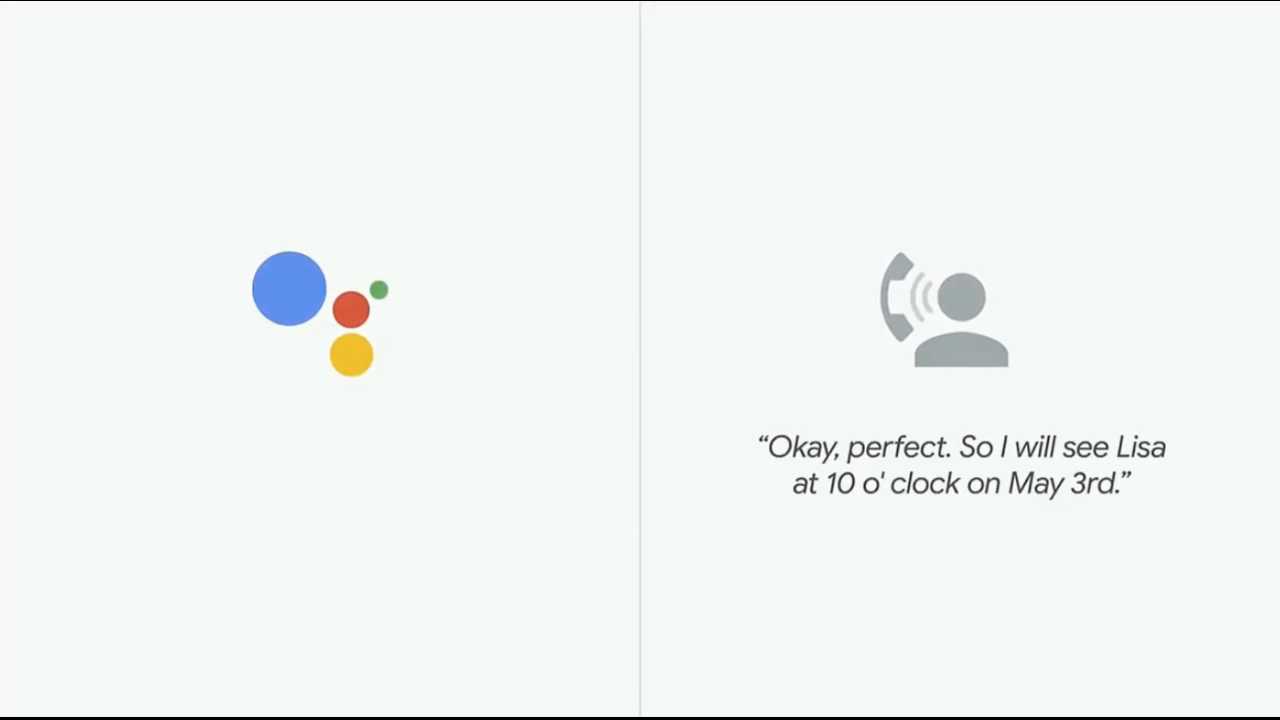 “Okay, perfect. So I will see Lisa
at 10 o' clock on May 3rd.”